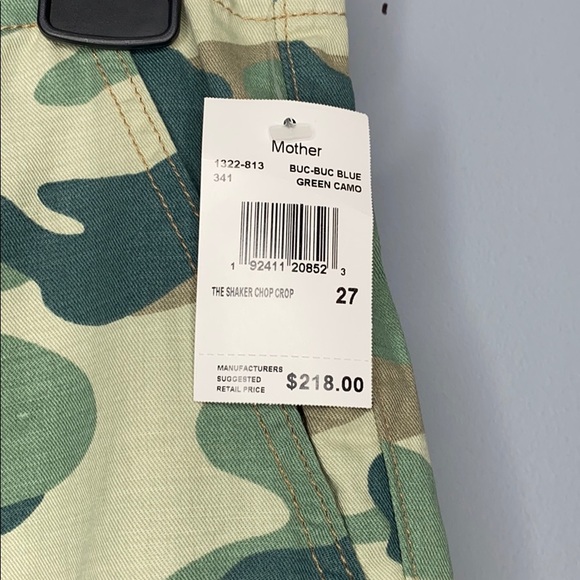 Mother
1322-813 BUC-BUC BLUE
341 GREEN CAMO
1 92411 20852 3
THE SHAKER CHOP CROP 27
MANUFACTURERS
SUGGESTED
RETAIL PRICE $218.00